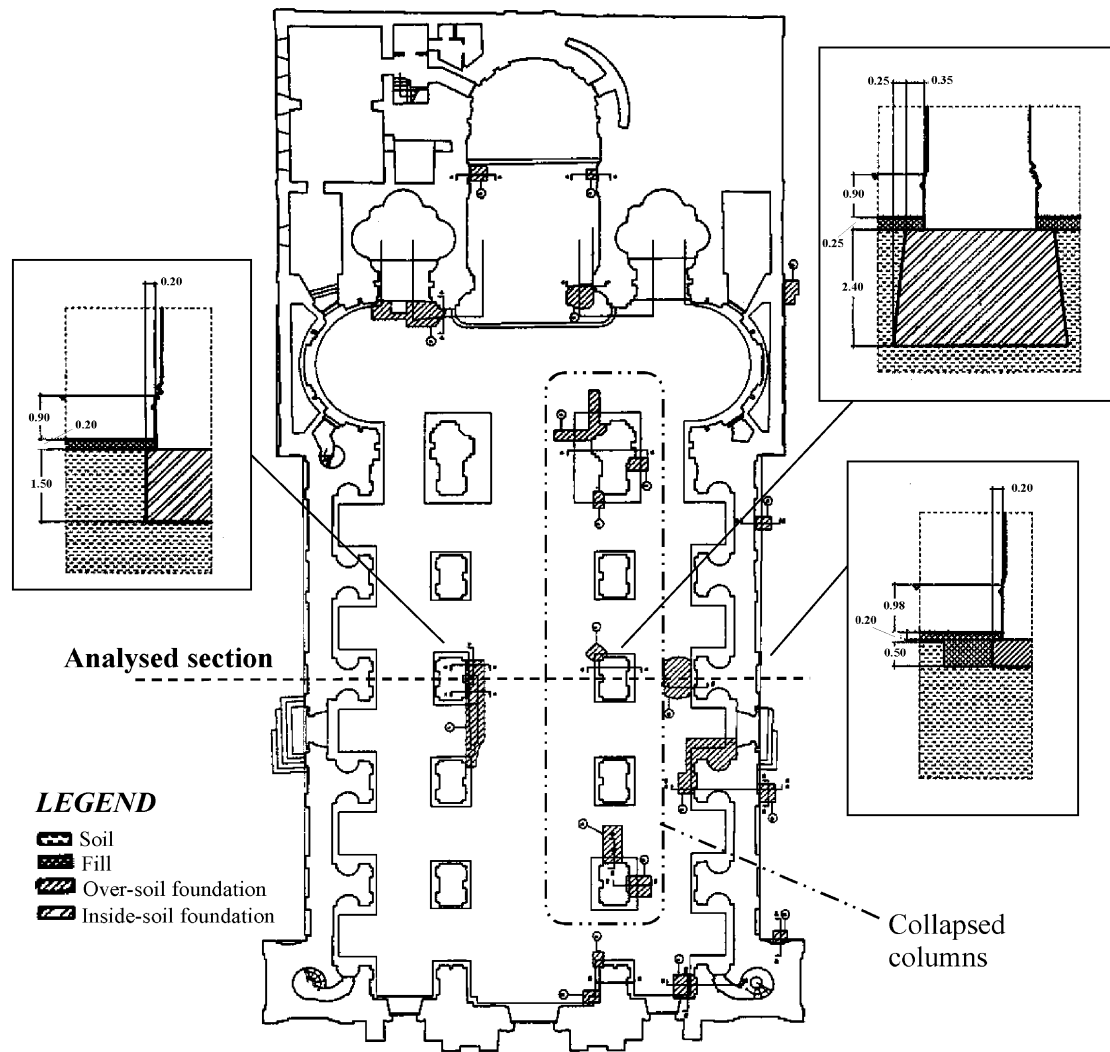 0.25
0.35
0.90
0.25
2.40
0.20
0.90
0.20
1.50
0.20
0.98
0.20
0.50
Analysed section
LEGEND
Soil
Fill
Over-soil foundation
Inside-soil foundation
Collapsed
columns